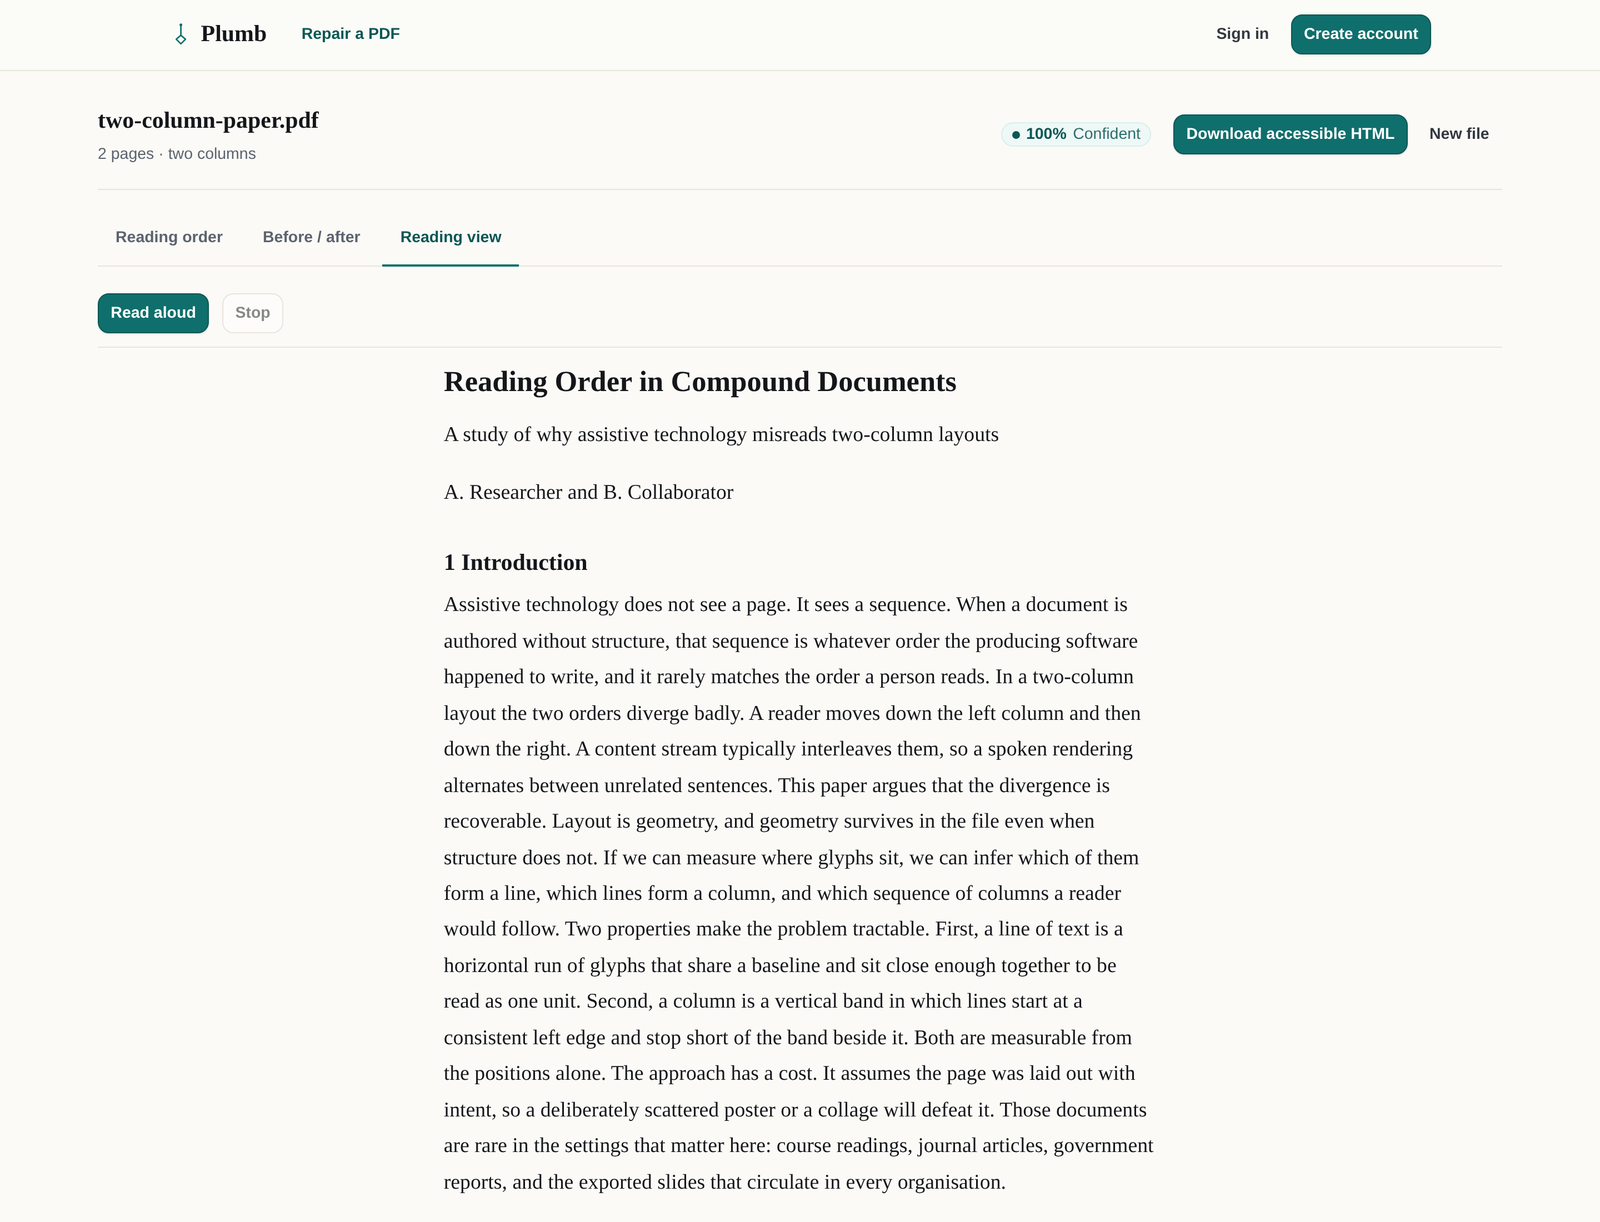 Plumb
Repair a PDF
Sign in
Create account
two-column-paper.pdf
2 pages · two columns
100% Confident
Download accessible HTML
New file
Reading order
Before / after
Reading view
Read aloud
Stop
Reading Order in Compound Documents
A study of why assistive technology misreads two-column layouts
A. Researcher and B. Collaborator
1 Introduction
Assistive technology does not see a page. It sees a sequence. When a document is
authored without structure, that sequence is whatever order the producing software
happened to write, and it rarely matches the order a person reads. In a two-column
layout the two orders diverge badly. A reader moves down the left column and then
down the right. A content stream typically interleaves them, so a spoken rendering
alternates between unrelated sentences. This paper argues that the divergence is
recoverable. Layout is geometry, and geometry survives in the file even when
structure does not. If we can measure where glyphs sit, we can infer which of them
form a line, which lines form a column, and which sequence of columns a reader
would follow. Two properties make the problem tractable. First, a line of text is a
horizontal run of glyphs that share a baseline and sit close enough together to be
read as one unit. Second, a column is a vertical band in which lines start at a
consistent left edge and stop short of the band beside it. Both are measurable from
the positions alone. The approach has a cost. It assumes the page was laid out with
intent, so a deliberately scattered poster or a collage will defeat it. Those documents
are rare in the settings that matter here: course readings, journal articles, government
reports, and the exported slides that circulate in every organisation.